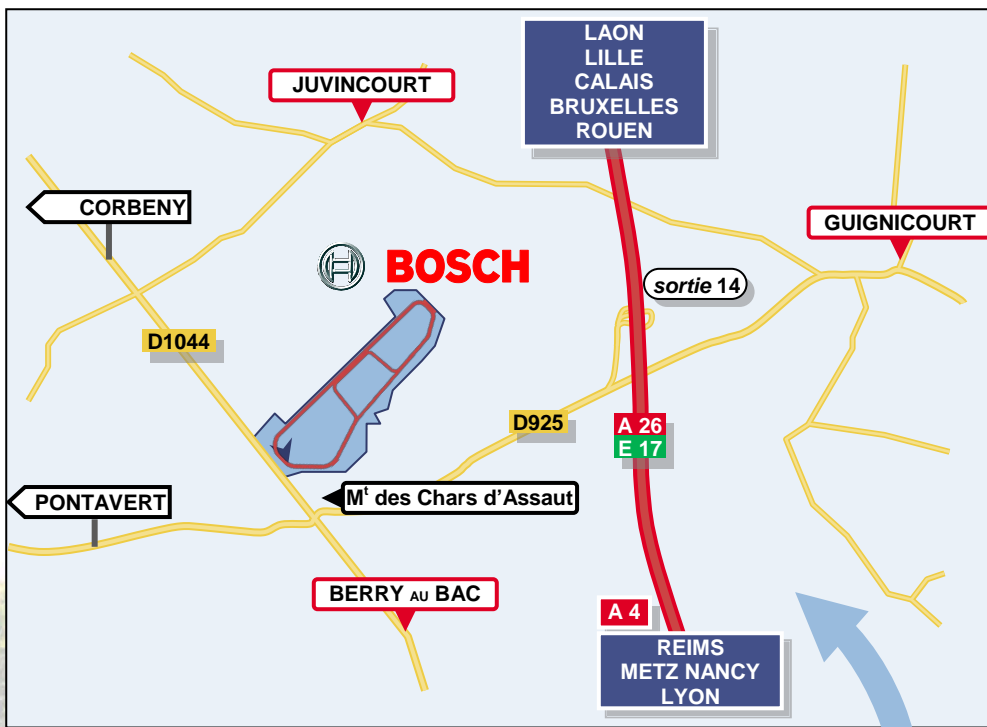 LAON
LILLE
CALAIS
BRUXELLES
ROUEN
JUVINCOURT
CORBENY
GUIGNICOURT
BOSCH
sortie 14
D1044
D925
A 26
E 17
PONTAVERT
Mt des Chars d'Assaut
BERRY AU BAC
A 4
REIMS
METZ NANCY
LYON